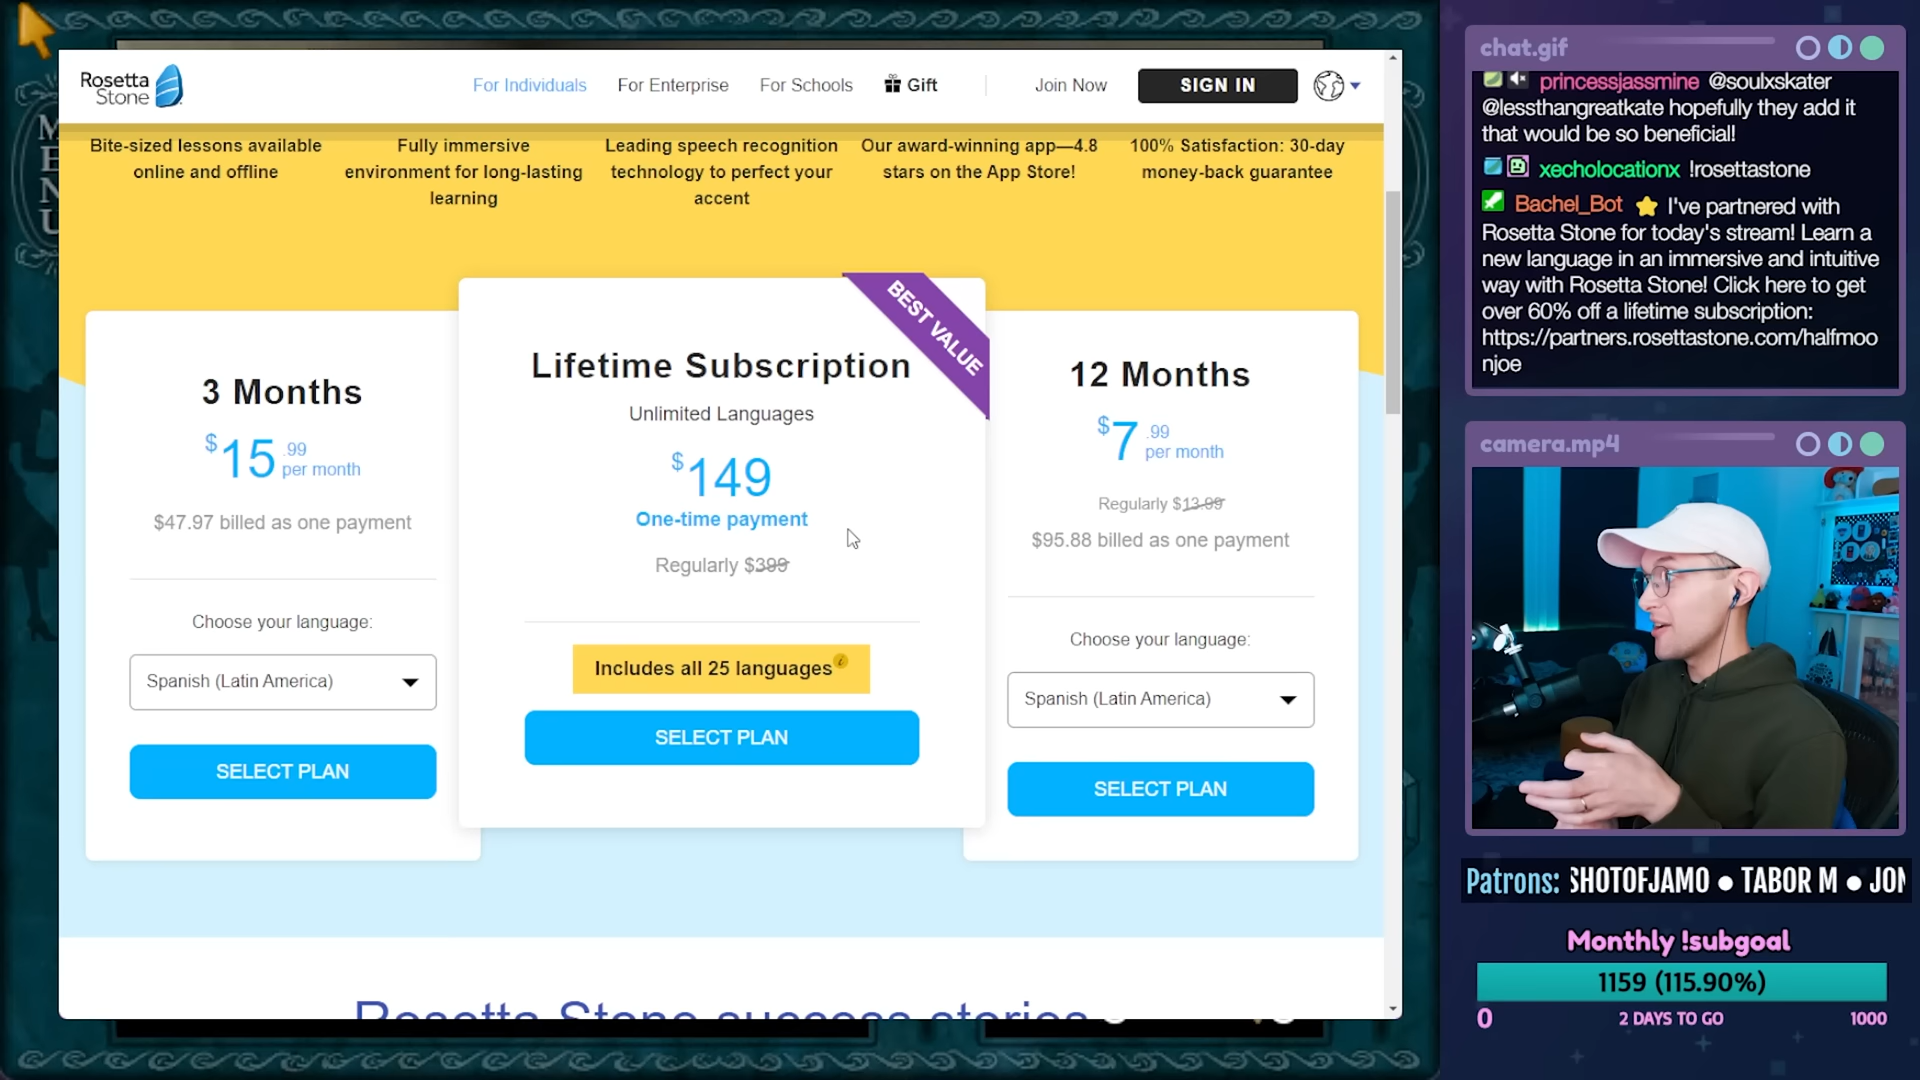 Rosetta
Stone
For Individuals
For Enterprise
For Schools
Gift
Join Now
SIGN IN
Bite-sized lessons available
online and offline
Fully immersive
environment for long-lasting
learning
Leading speech recognition
technology to perfect your
accent
Our award-winning app—4.8
stars on the App Store!
100% Satisfaction: 30-day
money-back guarantee
3 Months
$15.99
per month
$47.97 billed as one payment
Choose your language:
Spanish (Latin America)
SELECT PLAN
BEST VALUE
Lifetime Subscription
Unlimited Languages
$149
One-time payment
Regularly $399
Includes all 25 languages i
SELECT PLAN
12 Months
$7.99
per month
Regularly $13.99
$95.88 billed as one payment
Choose your language:
Spanish (Latin America)
SELECT PLAN
Rosetta Stone success stories
chat.gif
princessjassmine @soulxskater
@lessthangreatkate hopefully they add it
that would be so beneficial!
xecholocationx !rosettastone
Bachel_Bot I've partnered with
Rosetta Stone for today's stream! Learn a
new language in an immersive and intuitive
way with Rosetta Stone! Click here to get
over 60% off a lifetime subscription:
https://partners.rosettastone.com/halfmoo
njoe
camera.mp4
Patrons: SHOTOFJAMO ● TABOR M ● JON
Monthly !subgoal
1159 (115.90%)
0
2 DAYS TO GO
1000